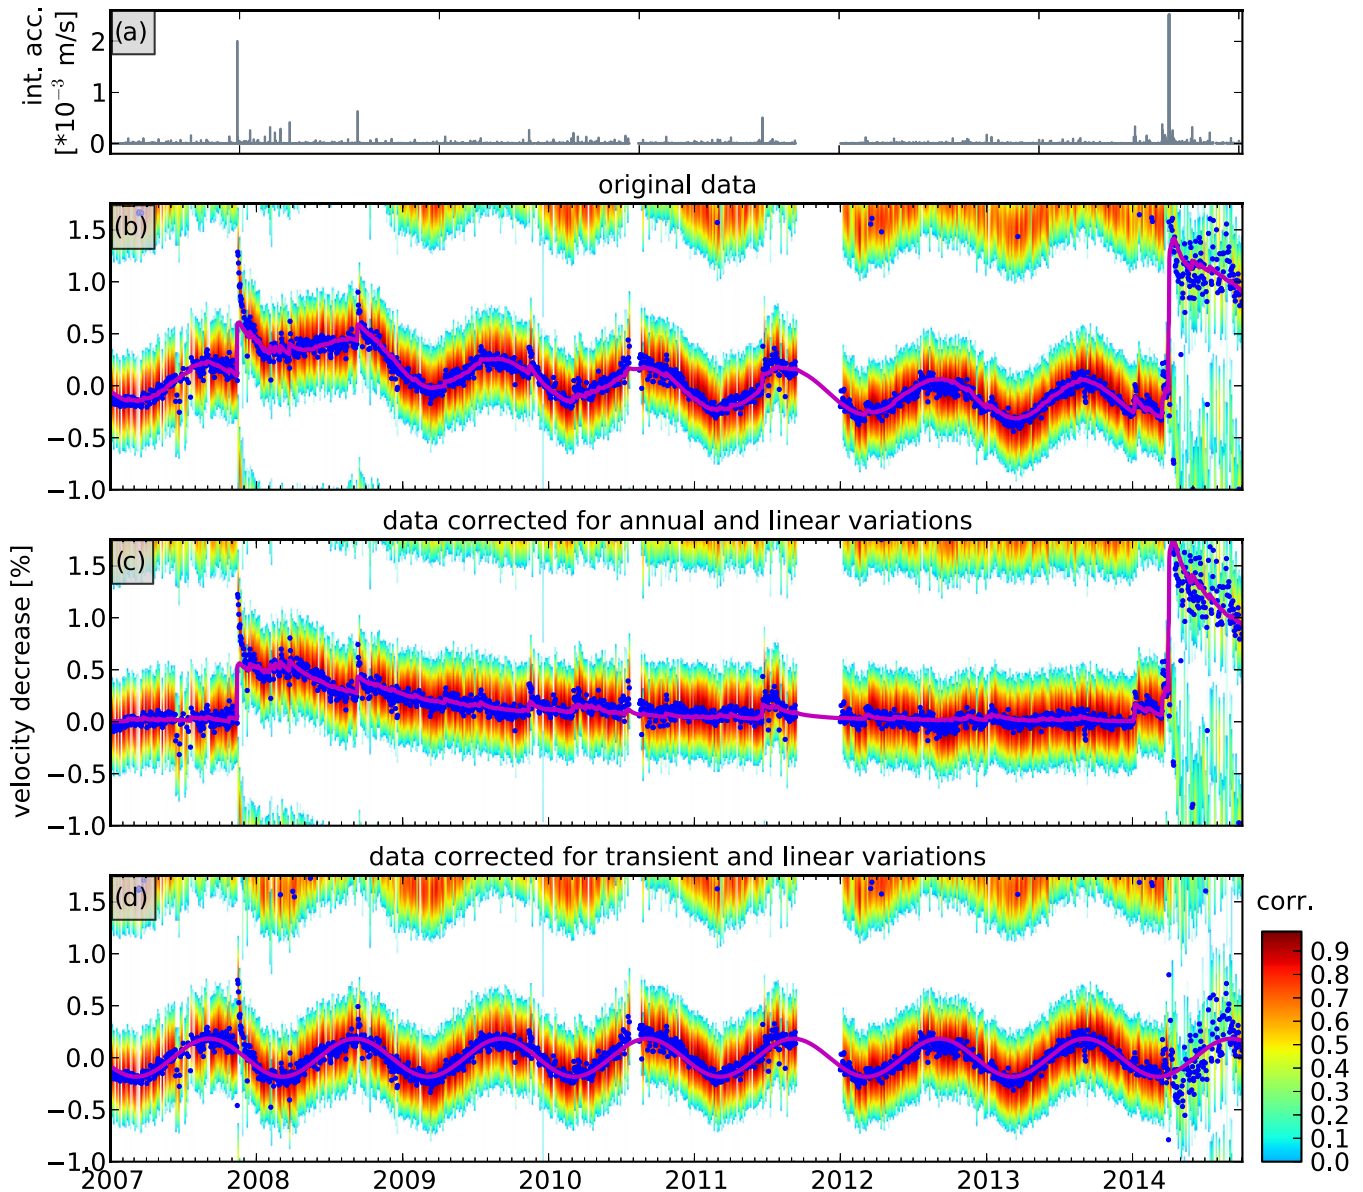 int. acc.
[*10⁻³ m/s]
(a)
2
1
0
original data
(b)
1.5
1.0
0.5
0.0
−0.5
−1.0
data corrected for annual and linear variations
velocity decrease [%]
(c)
1.5
1.0
0.5
0.0
−0.5
−1.0
data corrected for transient and linear variations
(d)
1.5
1.0
0.5
0.0
−0.5
−1.0
2007 2008 2009 2010 2011 2012 2013 2014
corr.
0.9
0.8
0.7
0.6
0.5
0.4
0.3
0.2
0.1
0.0